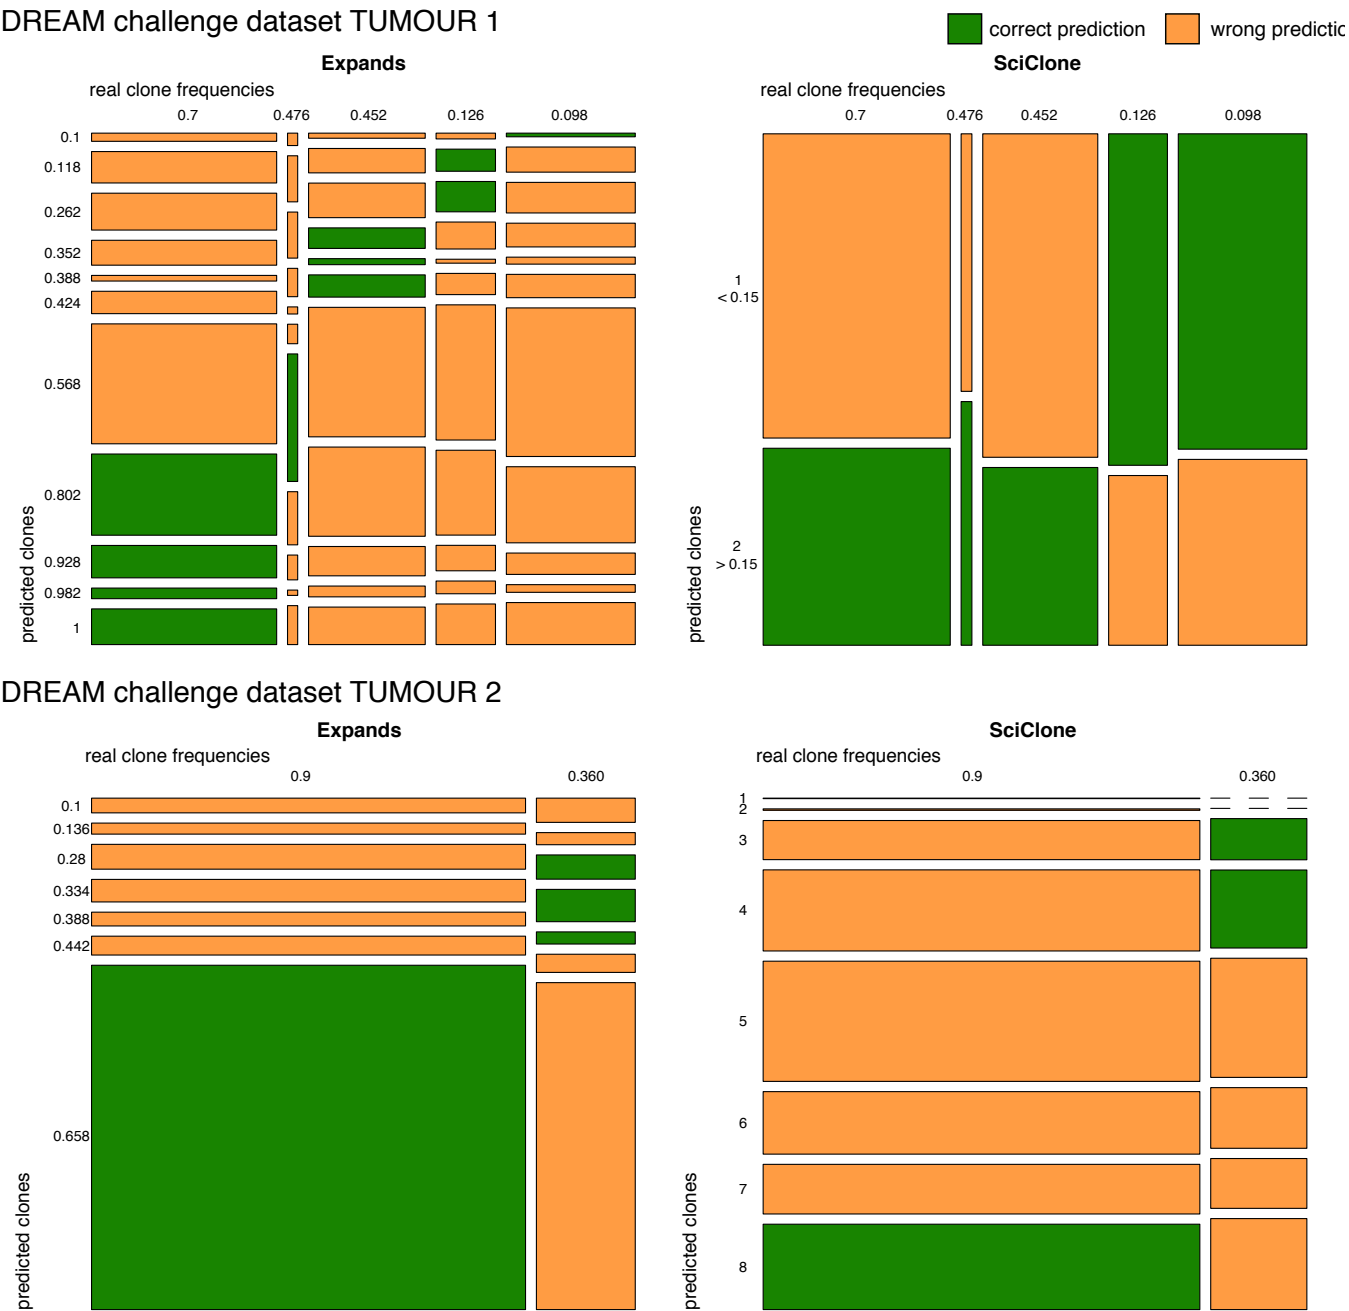 DREAM challenge dataset TUMOUR 1
correct prediction wrong predictio
Expands
real clone frequencies
0.7 0.476 0.452 0.126 0.098
0.1
0.118
0.262
0.352
0.388
0.424
0.568
0.802
0.928
0.982
1
predicted clones
SciClone
real clone frequencies
0.7 0.476 0.452 0.126 0.098
1
< 0.15
2
> 0.15
predicted clones
DREAM challenge dataset TUMOUR 2
Expands
real clone frequencies
0.9 0.360
0.1
0.136
0.28
0.334
0.388
0.442
0.658
predicted clones
SciClone
real clone frequencies
0.9 0.360
1
2
3
4
5
6
7
8
predicted clones